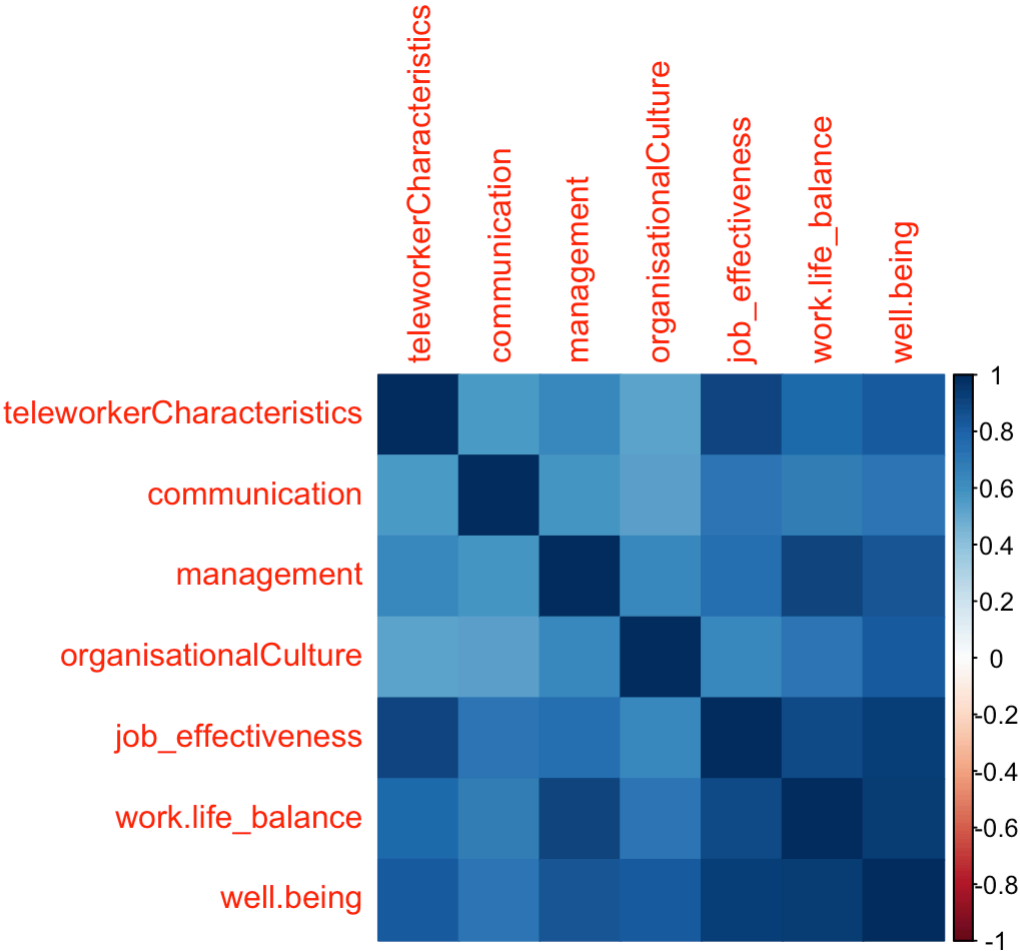 teleworkerCharacteristics
communication
management
organisationalCulture
job_effectiveness
work.life_balance
well.being
teleworkerCharacteristics
communication
management
organisationalCulture
job_effectiveness
work.life_balance
well.being
1
0.8
0.6
0.4
0.2
0
-0.2
-0.4
-0.6
-0.8
-1